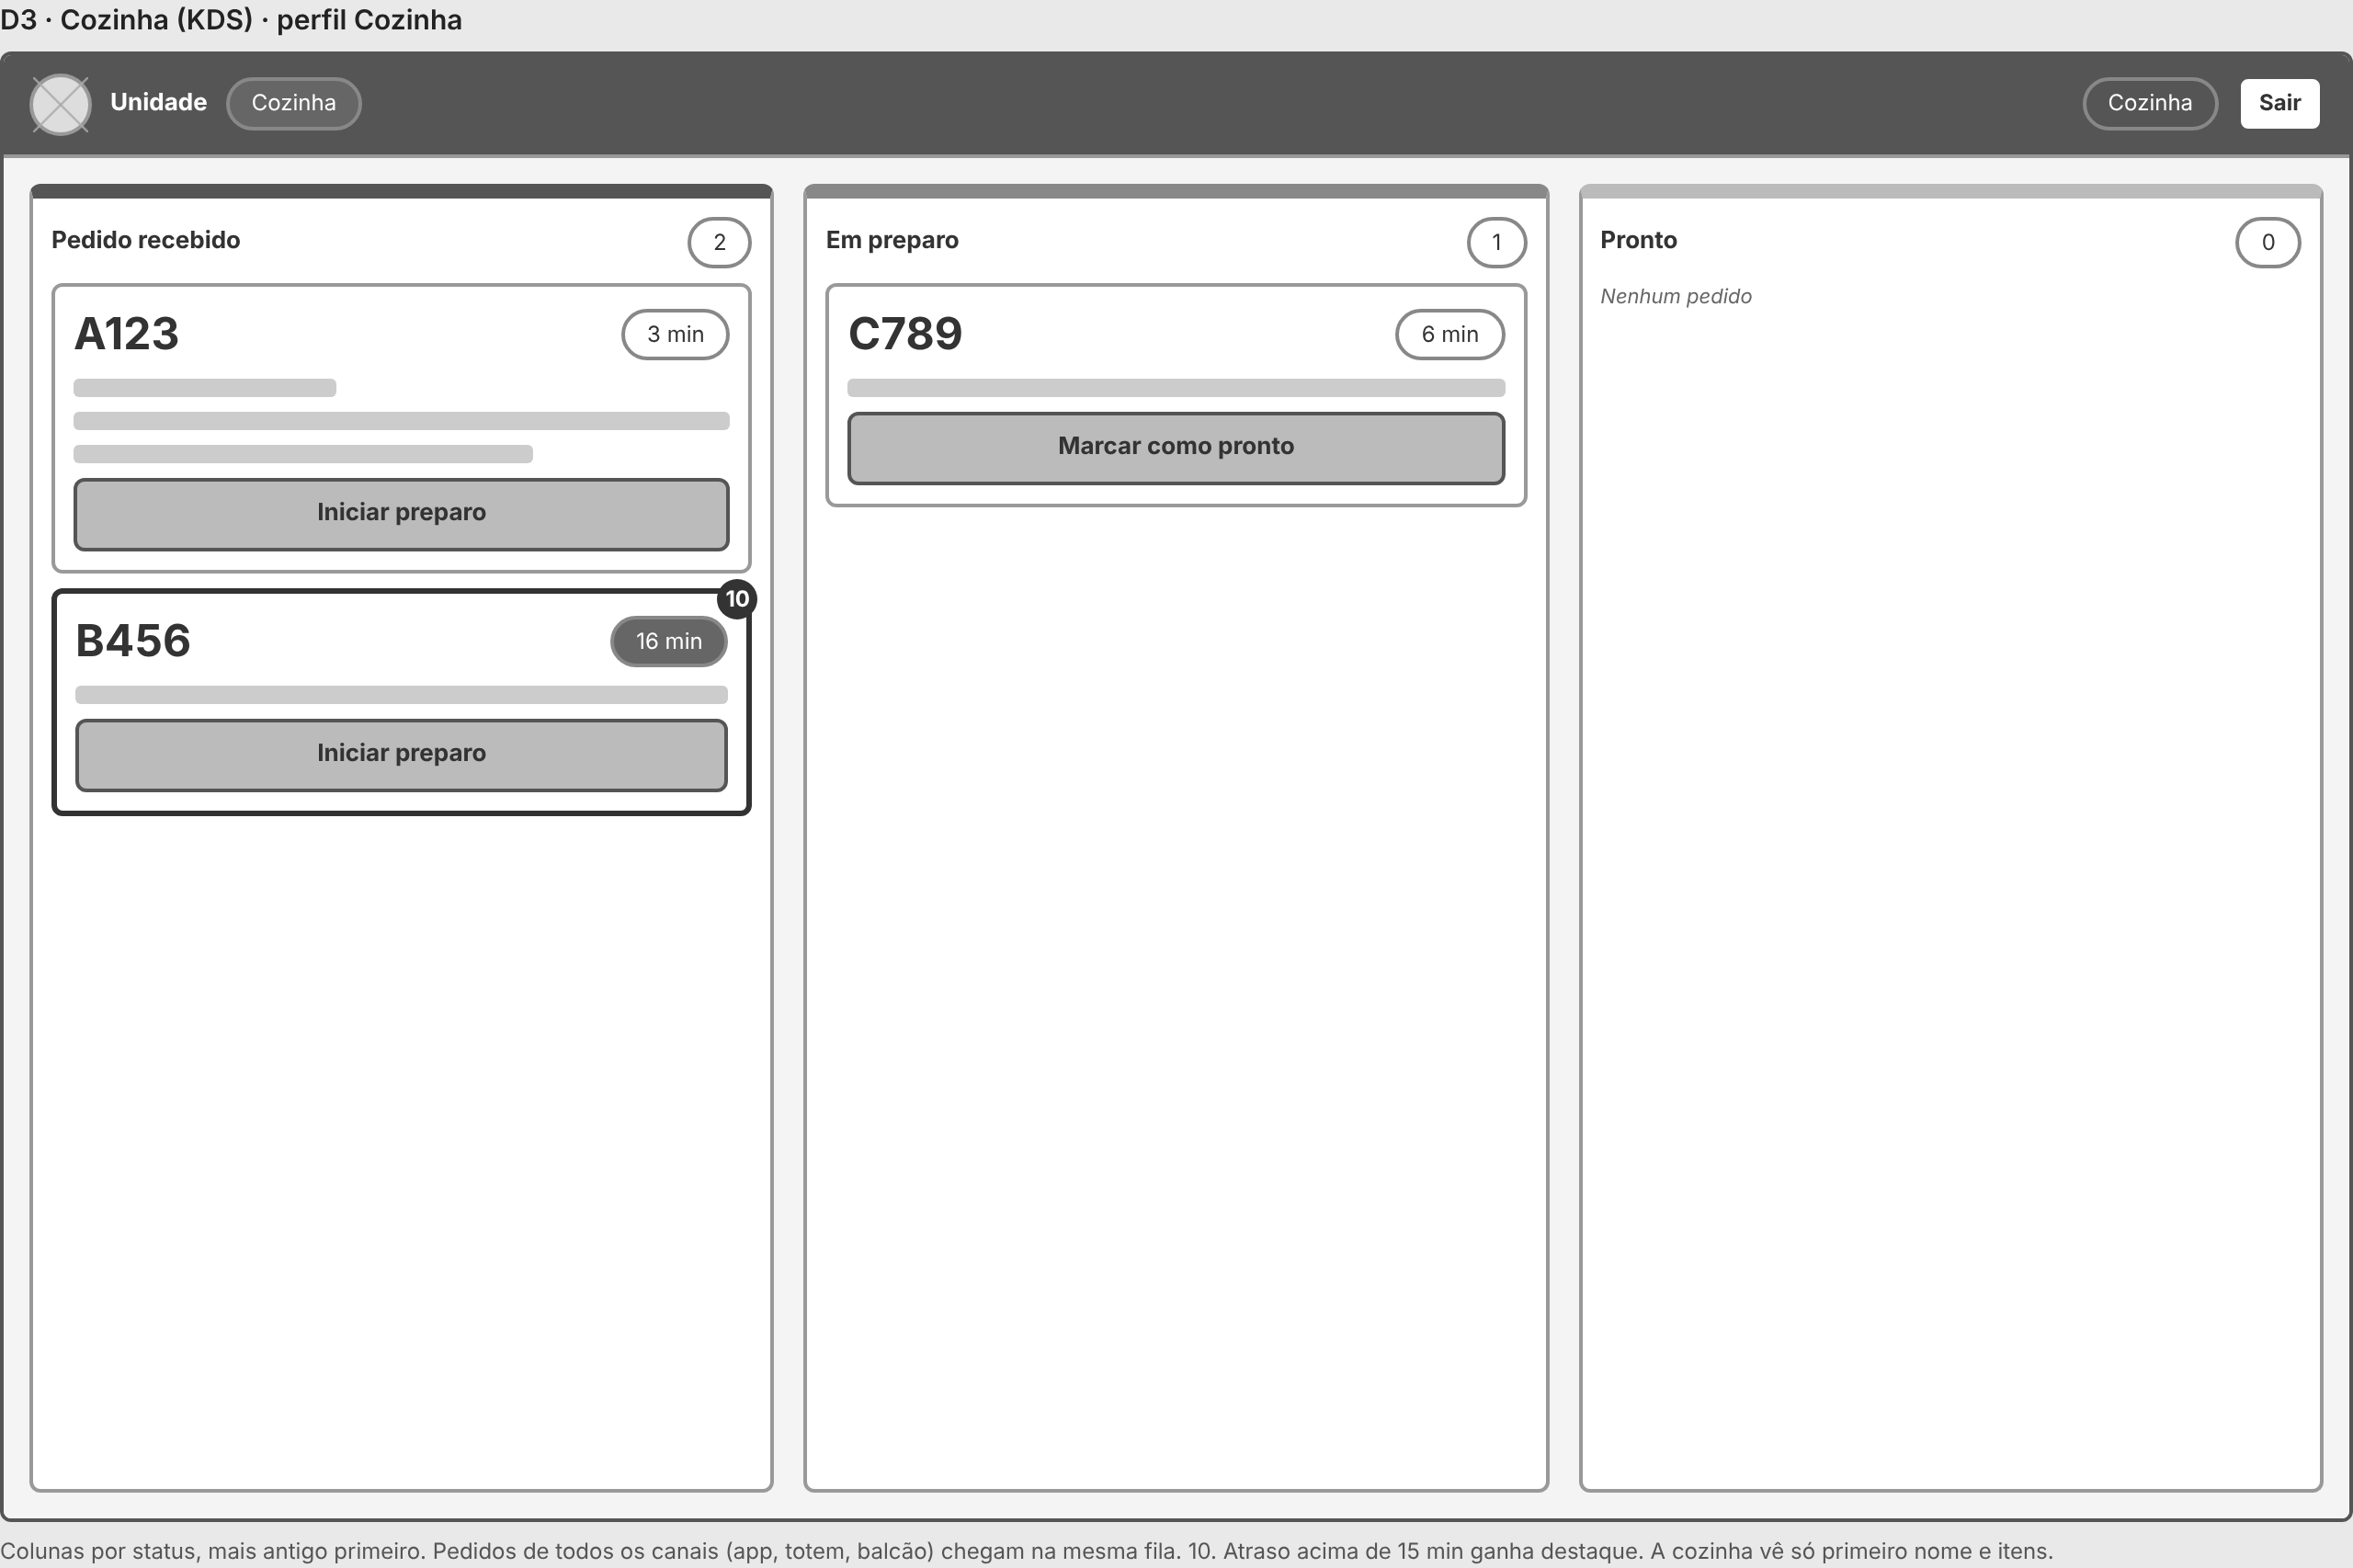 D3 · Cozinha (KDS) · perfil Cozinha
Unidade
Cozinha
Cozinha
Sair
Pedido recebido
2
A123
3 min
Iniciar preparo
10
B456
16 min
Iniciar preparo
Em preparo
1
C789
6 min
Marcar como pronto
Pronto
0
Nenhum pedido
Colunas por status, mais antigo primeiro. Pedidos de todos os canais (app, totem, balcão) chegam na mesma fila. 10. Atraso acima de 15 min ganha destaque. A cozinha vê só primeiro nome e itens.